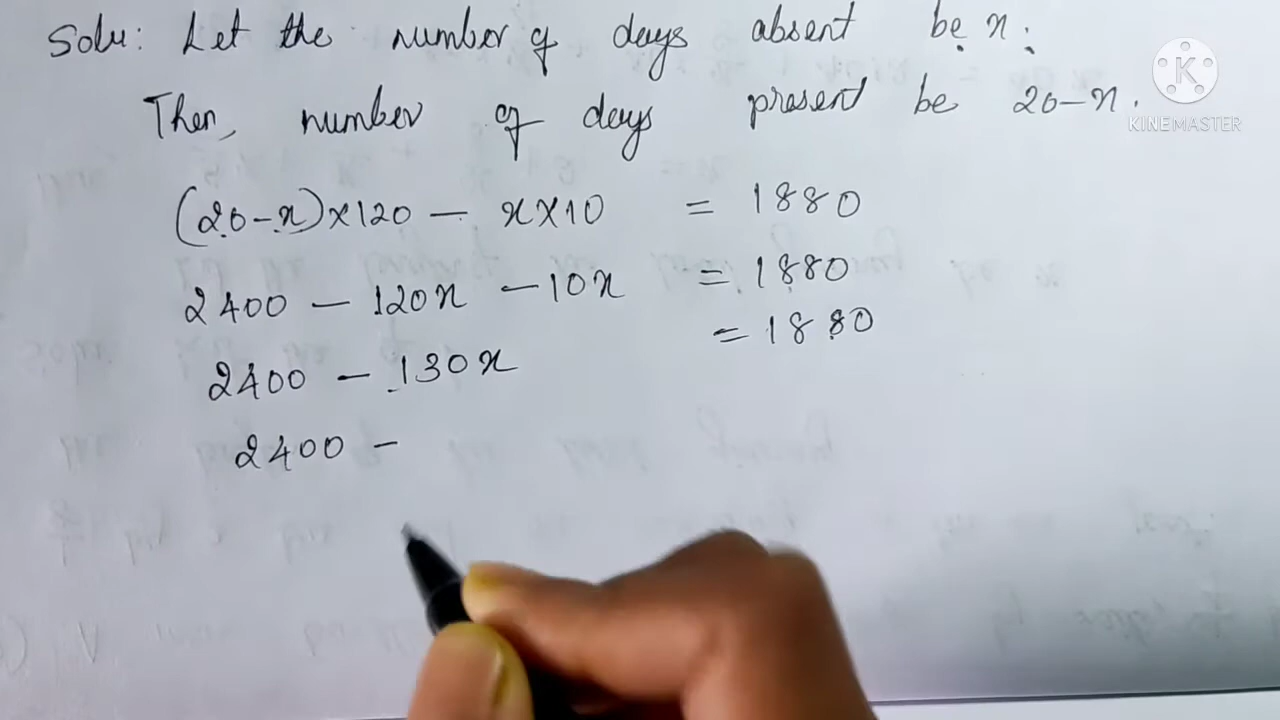 Solu: Let the number of days absent be x.
Then, number of days present be 20-x.
(20-x)×120 - x×10 = 1880
2400 - 120x - 10x = 1880
2400 - 130x = 1880
2400 -
K
KINEMASTER